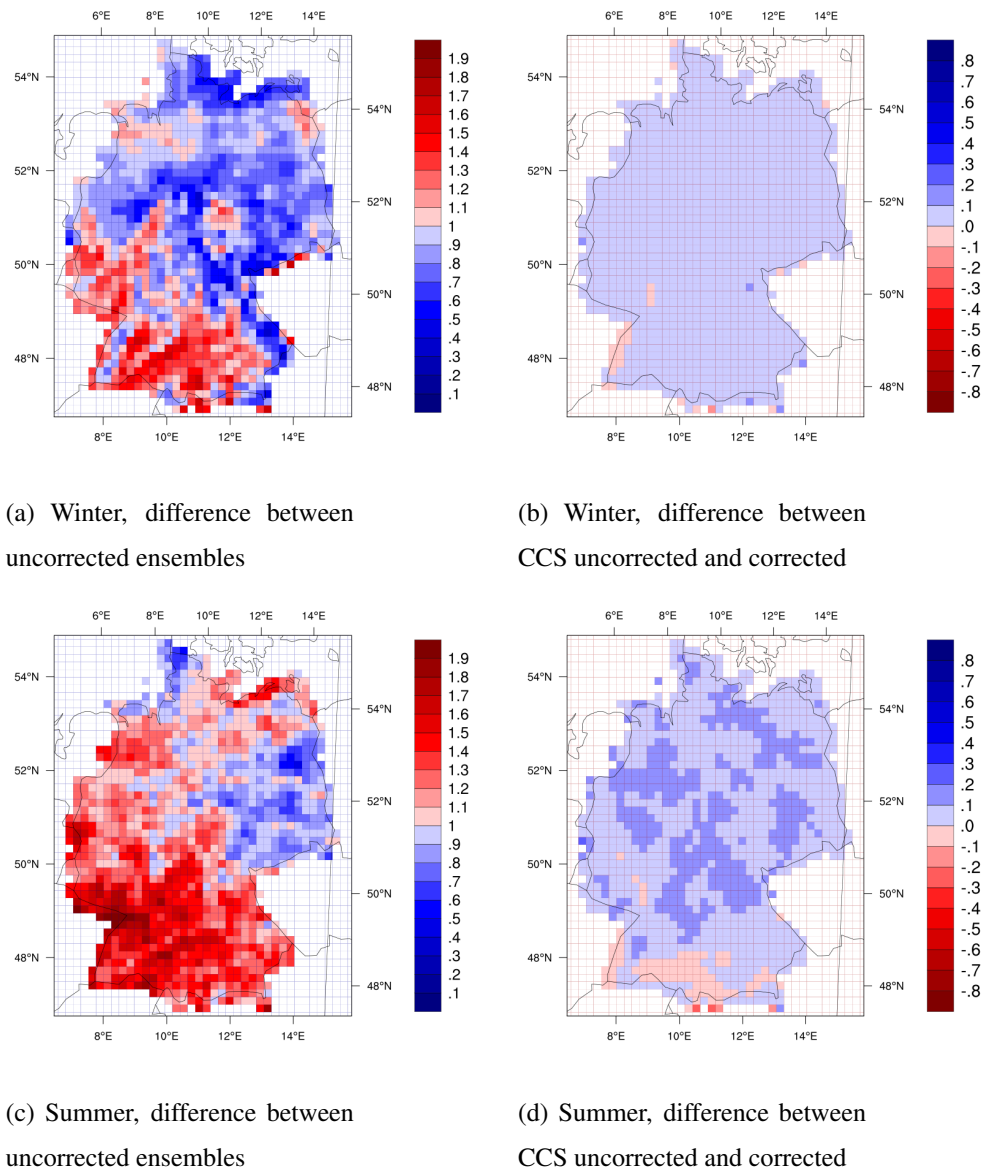 6°E 8°E 10°E 12°E 14°E
54°N
52°N
50°N
48°N
54°N
52°N
50°N
48°N
8°E 10°E 12°E 14°E
1.9
1.8
1.7
1.6
1.5
1.4
1.3
1.2
1.1
1
.9
.8
.7
.6
.5
.4
.3
.2
.1
6°E 8°E 10°E 12°E 14°E
54°N
52°N
50°N
48°N
54°N
52°N
50°N
48°N
8°E 10°E 12°E 14°E
.8
.7
.6
.5
.4
.3
.2
.1
.0
-.1
-.2
-.3
-.4
-.5
-.6
-.7
-.8
(a) Winter, difference between
uncorrected ensembles
(b) Winter, difference between
CCS uncorrected and corrected
6°E 8°E 10°E 12°E 14°E
54°N
52°N
50°N
48°N
54°N
52°N
50°N
48°N
8°E 10°E 12°E 14°E
1.9
1.8
1.7
1.6
1.5
1.4
1.3
1.2
1.1
1
.9
.8
.7
.6
.5
.4
.3
.2
.1
6°E 8°E 10°E 12°E 14°E
54°N
52°N
50°N
48°N
54°N
52°N
50°N
48°N
8°E 10°E 12°E 14°E
.8
.7
.6
.5
.4
.3
.2
.1
.0
-.1
-.2
-.3
-.4
-.5
-.6
-.7
-.8
(c) Summer, difference between
uncorrected ensembles
(d) Summer, difference between
CCS uncorrected and corrected